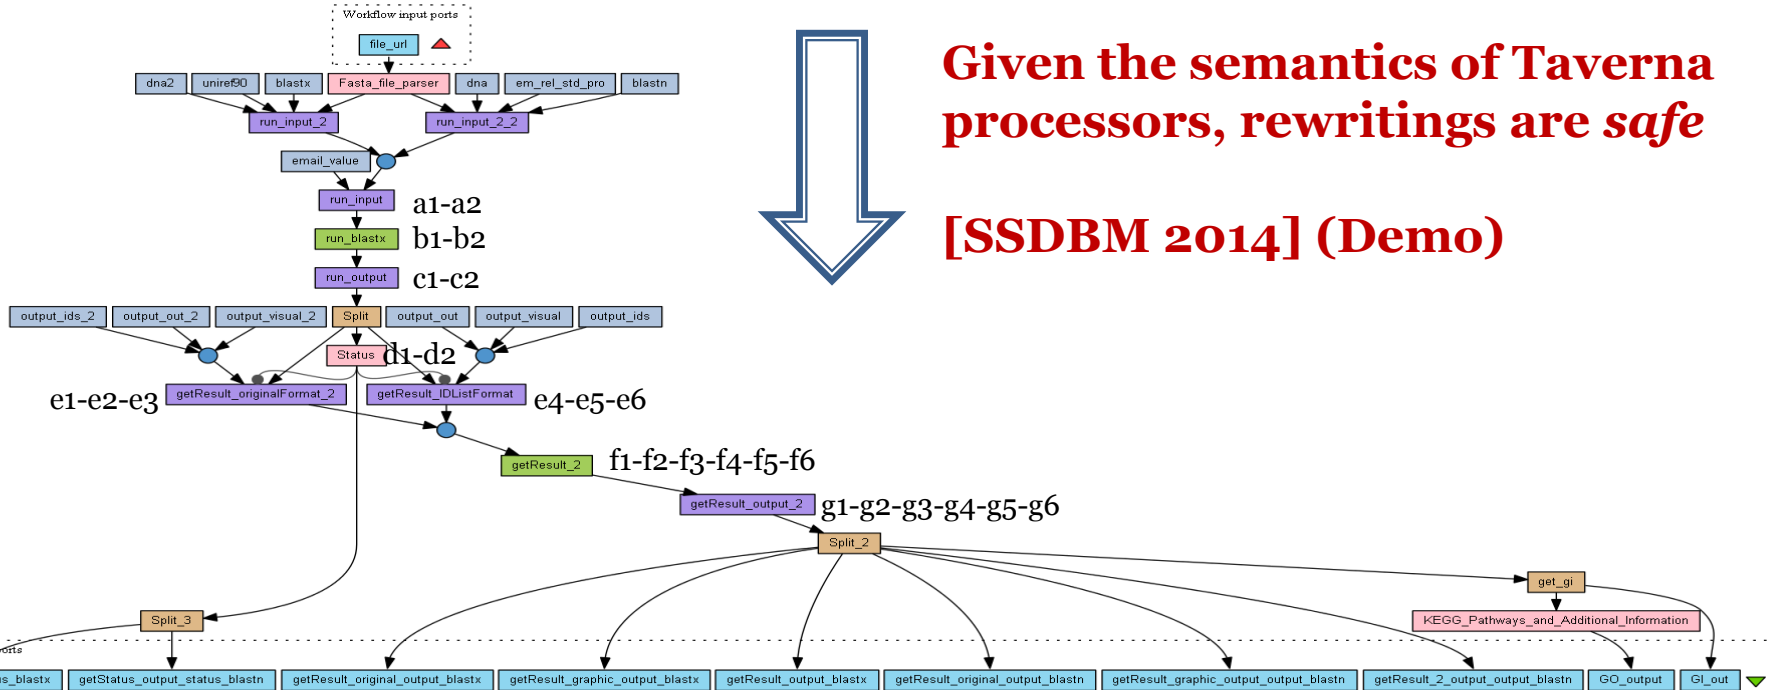 Workflow input ports
file_url
Given the semantics of Taverna
processors, rewritings are safe
[SSDBM 2014] (Demo)
dna2 uniref90 blastx Fasta_file_parser dna em_rel_std_pro blastn
run_input_2 run_input_2_2
email_value
run_input a1-a2
run_blastx b1-b2
run_output c1-c2
output_ids_2 output_out_2 output_visual_2 Split output_out output_visual output_ids
Status d1-d2
e1-e2-e3 getResult_originalFormat_2 getResult_IDListFormat e4-e5-e6
getResult_2 f1-f2-f3-f4-f5-f6
getResult_output_2 g1-g2-g3-g4-g5-g6
Split_2
get_gi
Split_3 KEGG_Pathways_and_Additional_Information
orts
us_blastx getStatus_output_status_blastn getResult_original_output_blastx getResult_graphic_output_blastx getResult_output_blastx getResult_original_output_blastn getResult_graphic_output_output_blastn getResult_2_output_output_blastn GO_output GI_out